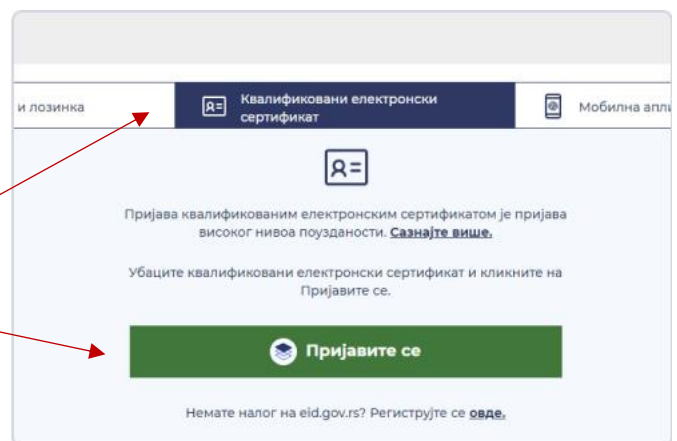 и лозинка
Квалификовани електронски
сертификат
Мобилна
Пријава квалификованим електронским сертификатом је пријава
високог нивоа поузданости. Сазнајте више.
Убаците квалификовани електронски сертификат и кликните на
Пријавите се.
Пријавите се
Немате налог на eid.gov.rs? Региструјте се овде.